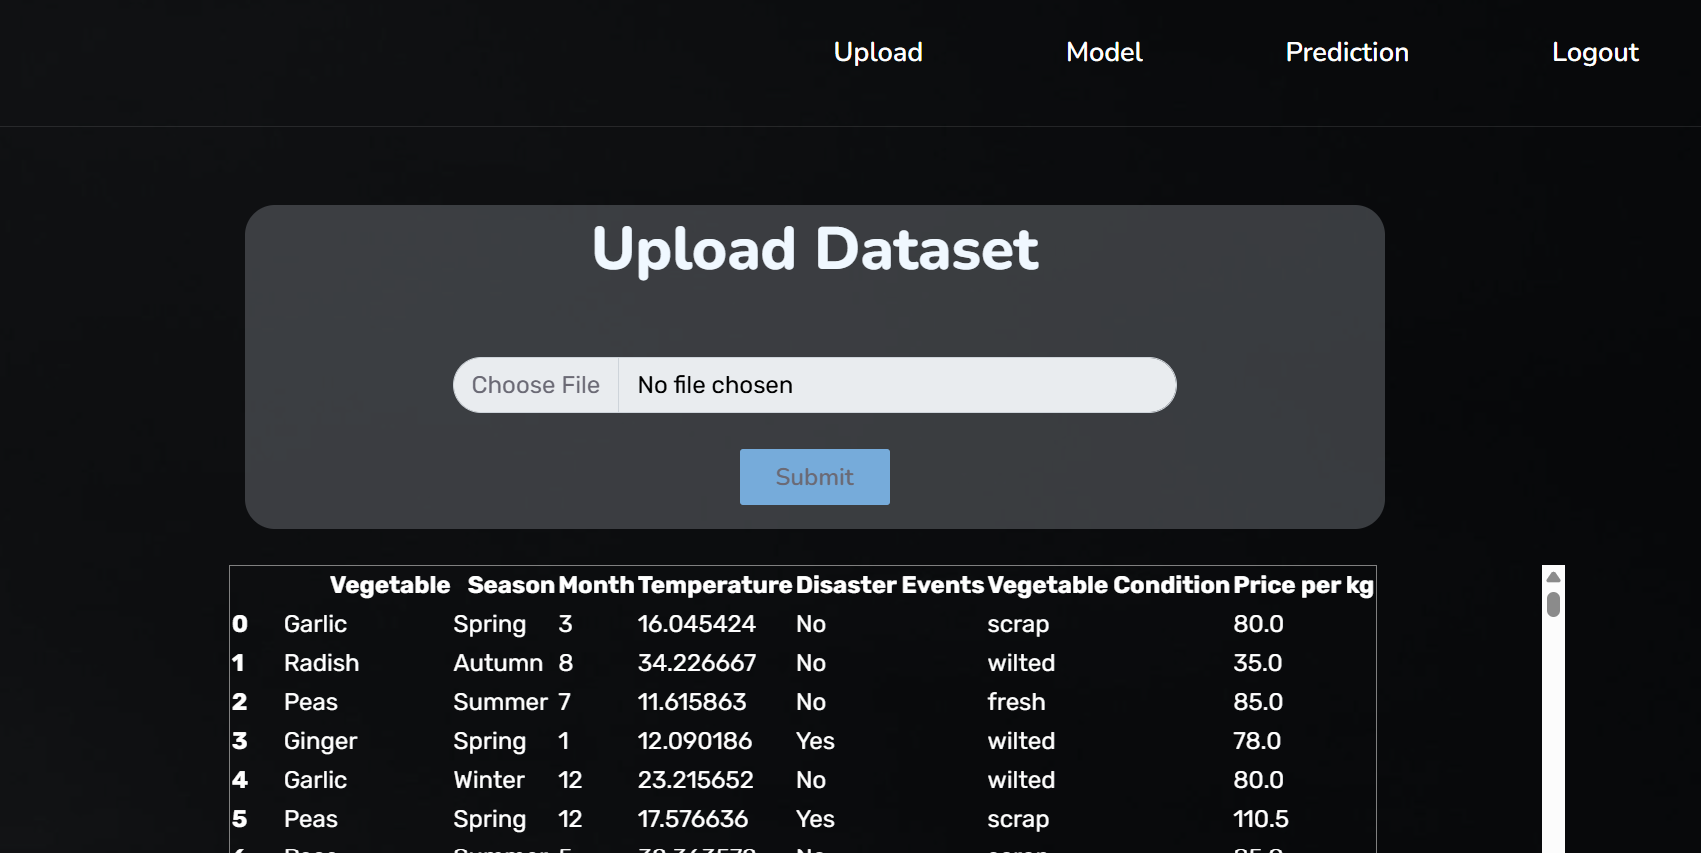 Upload Model Prediction Logout
Upload Dataset
Choose File No file chosen
Submit
Vegetable Season Month Temperature Disaster Events Vegetable Condition Price per kg
0 Garlic Spring 3 16.045424 No scrap 80.0
1 Radish Autumn 8 34.226667 No wilted 35.0
2 Peas Summer 7 11.615863 No fresh 85.0
3 Ginger Spring 1 12.090186 Yes wilted 78.0
4 Garlic Winter 12 23.215652 No wilted 80.0
5 Peas Spring 12 17.576636 Yes scrap 110.5